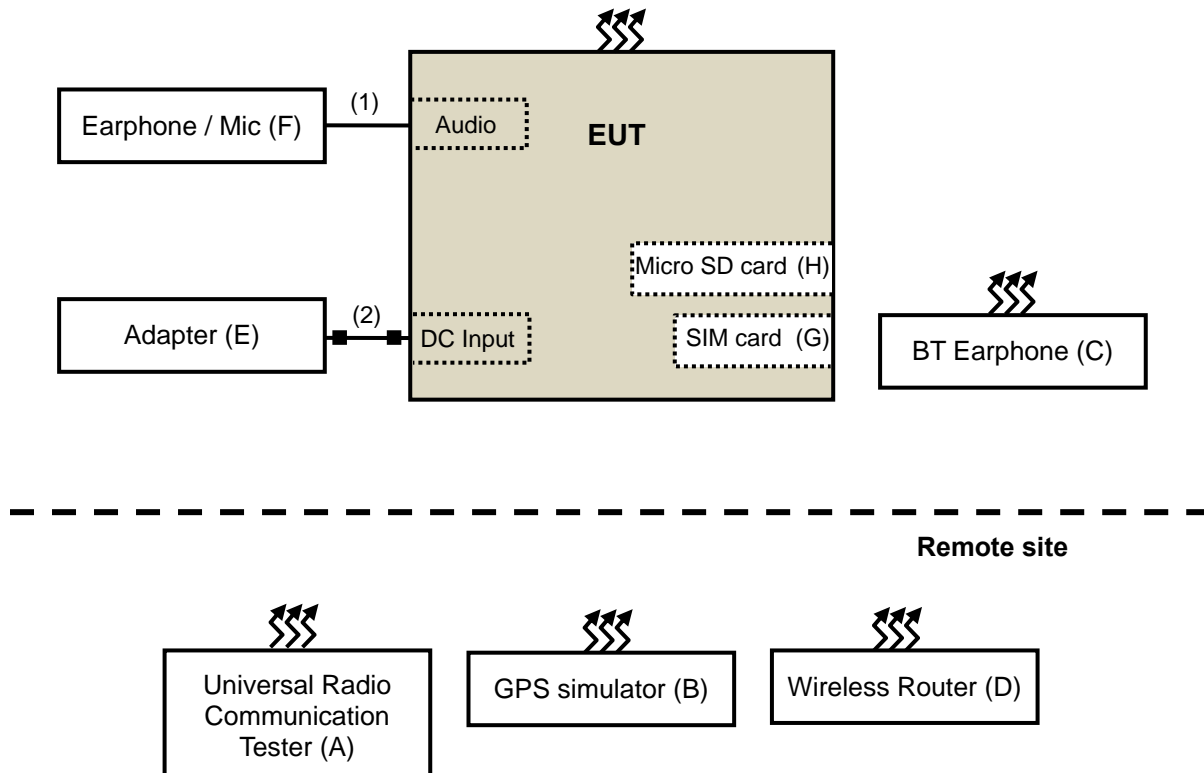 Earphone / Mic (F)
(1)
Audio
EUT
Micro SD card (H)
Adapter (E)
(2)
DC Input
SIM card (G)
BT Earphone (C)
Remote site
Universal Radio
Communication
Tester (A)
GPS simulator (B)
Wireless Router (D)